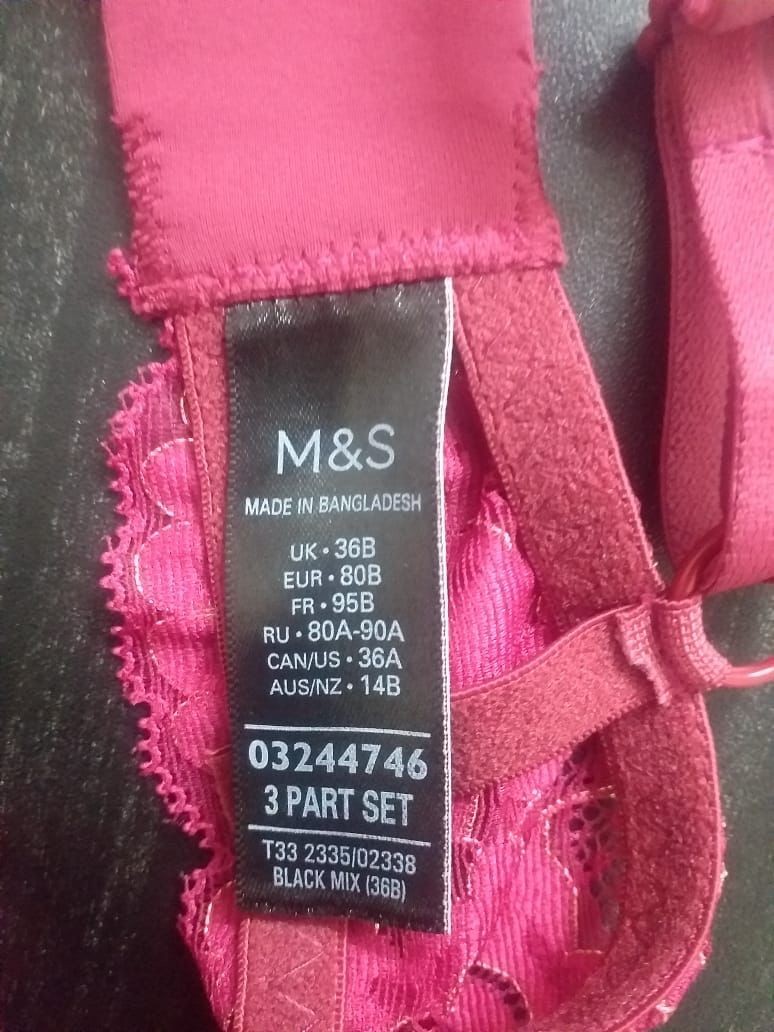 M&S
MADE IN BANGLADESH
UK • 36B
EUR • 80B
FR • 95B
RU • 80A-90A
CAN/US • 36A
AUS/NZ • 14B
03244746
3 PART SET
T33 2335/02338
BLACK MIX (36B)